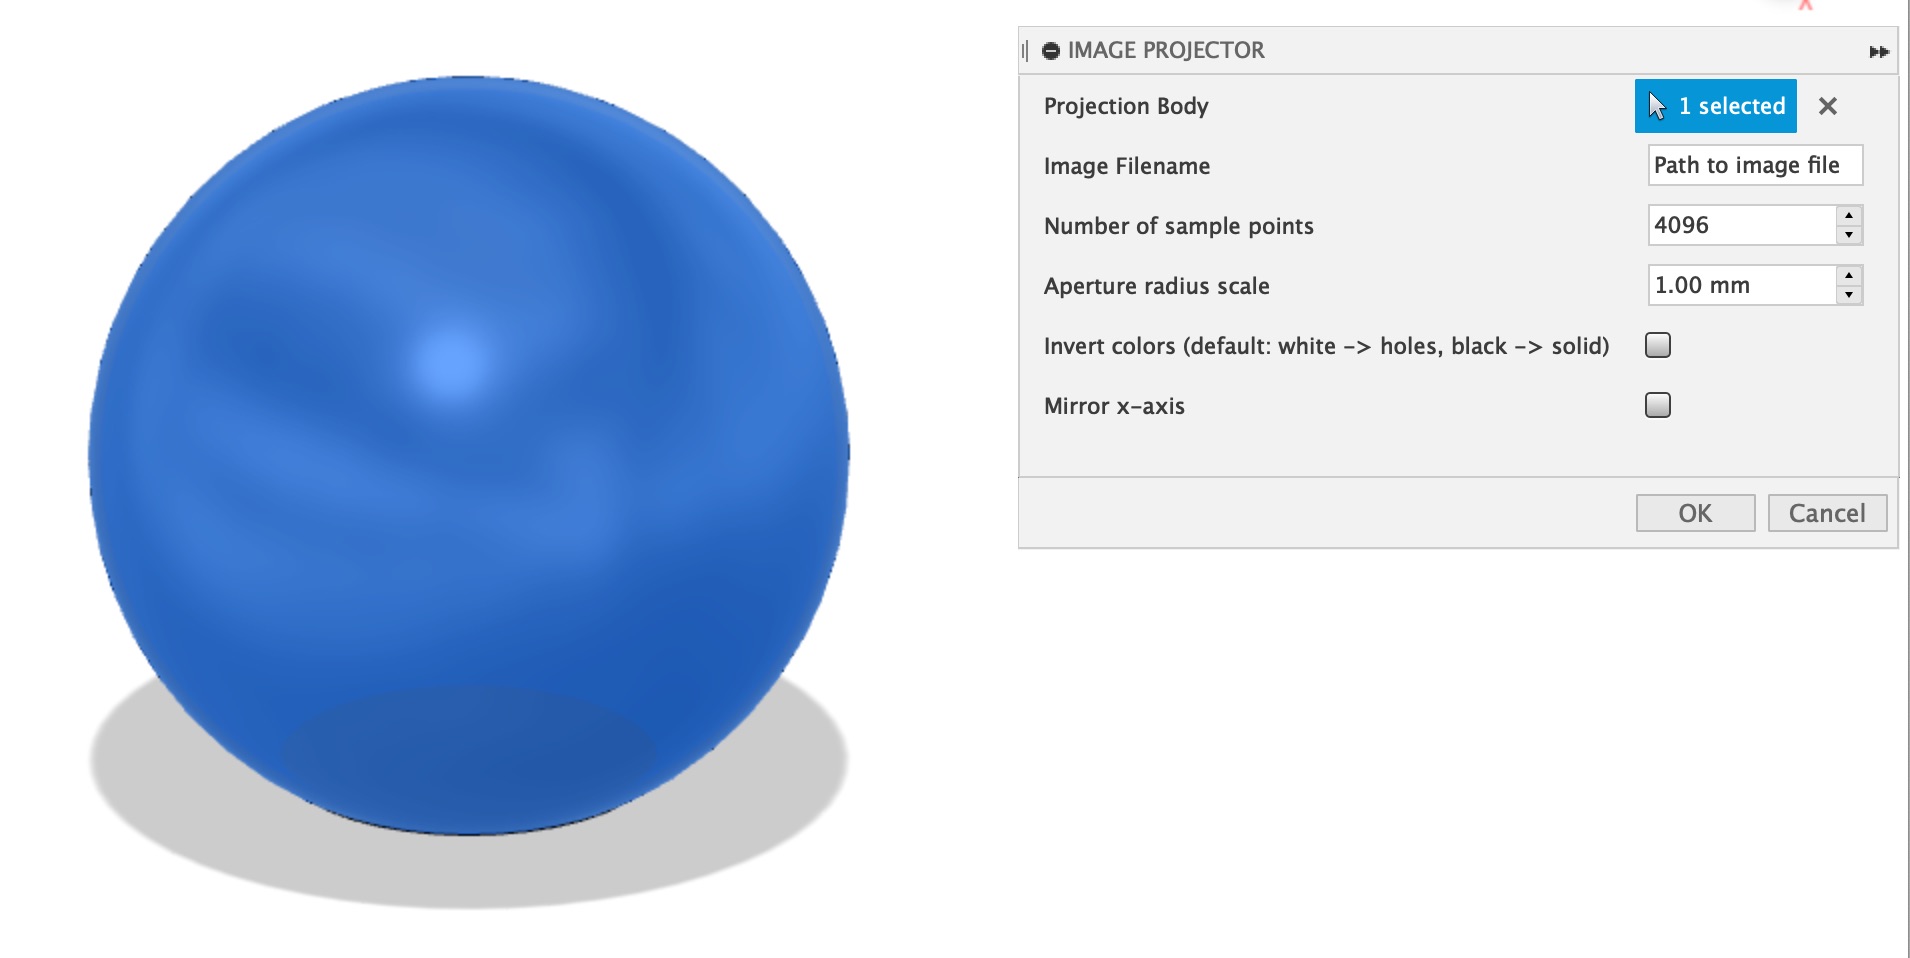 IMAGE PROJECTOR
Projection Body 1 selected
Image Filename Path to image file
Number of sample points 4096
Aperture radius scale 1.00 mm
Invert colors (default: white -> holes, black -> solid)
Mirror x-axis
OK Cancel